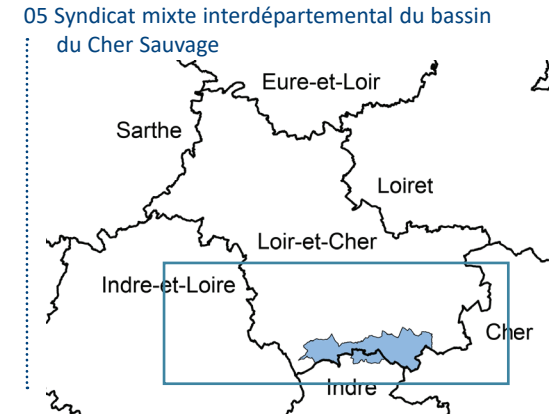 05 Syndicat mixte interdépartemental du bassin
du Cher Sauvage
Eure-et-Loir
Sarthe
Loiret
Loir-et-Cher
Indre-et-Loire
Cher
Indre